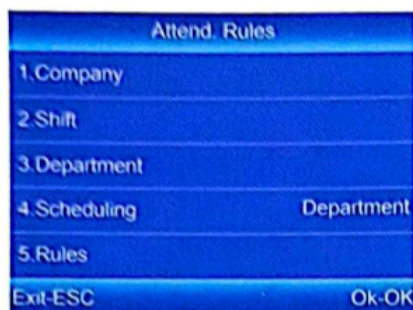 Attend. Rules
1.Company
2.Shift
3.Department
4.Scheduling Department
5.Rules
Exit-ESC Ok-OK